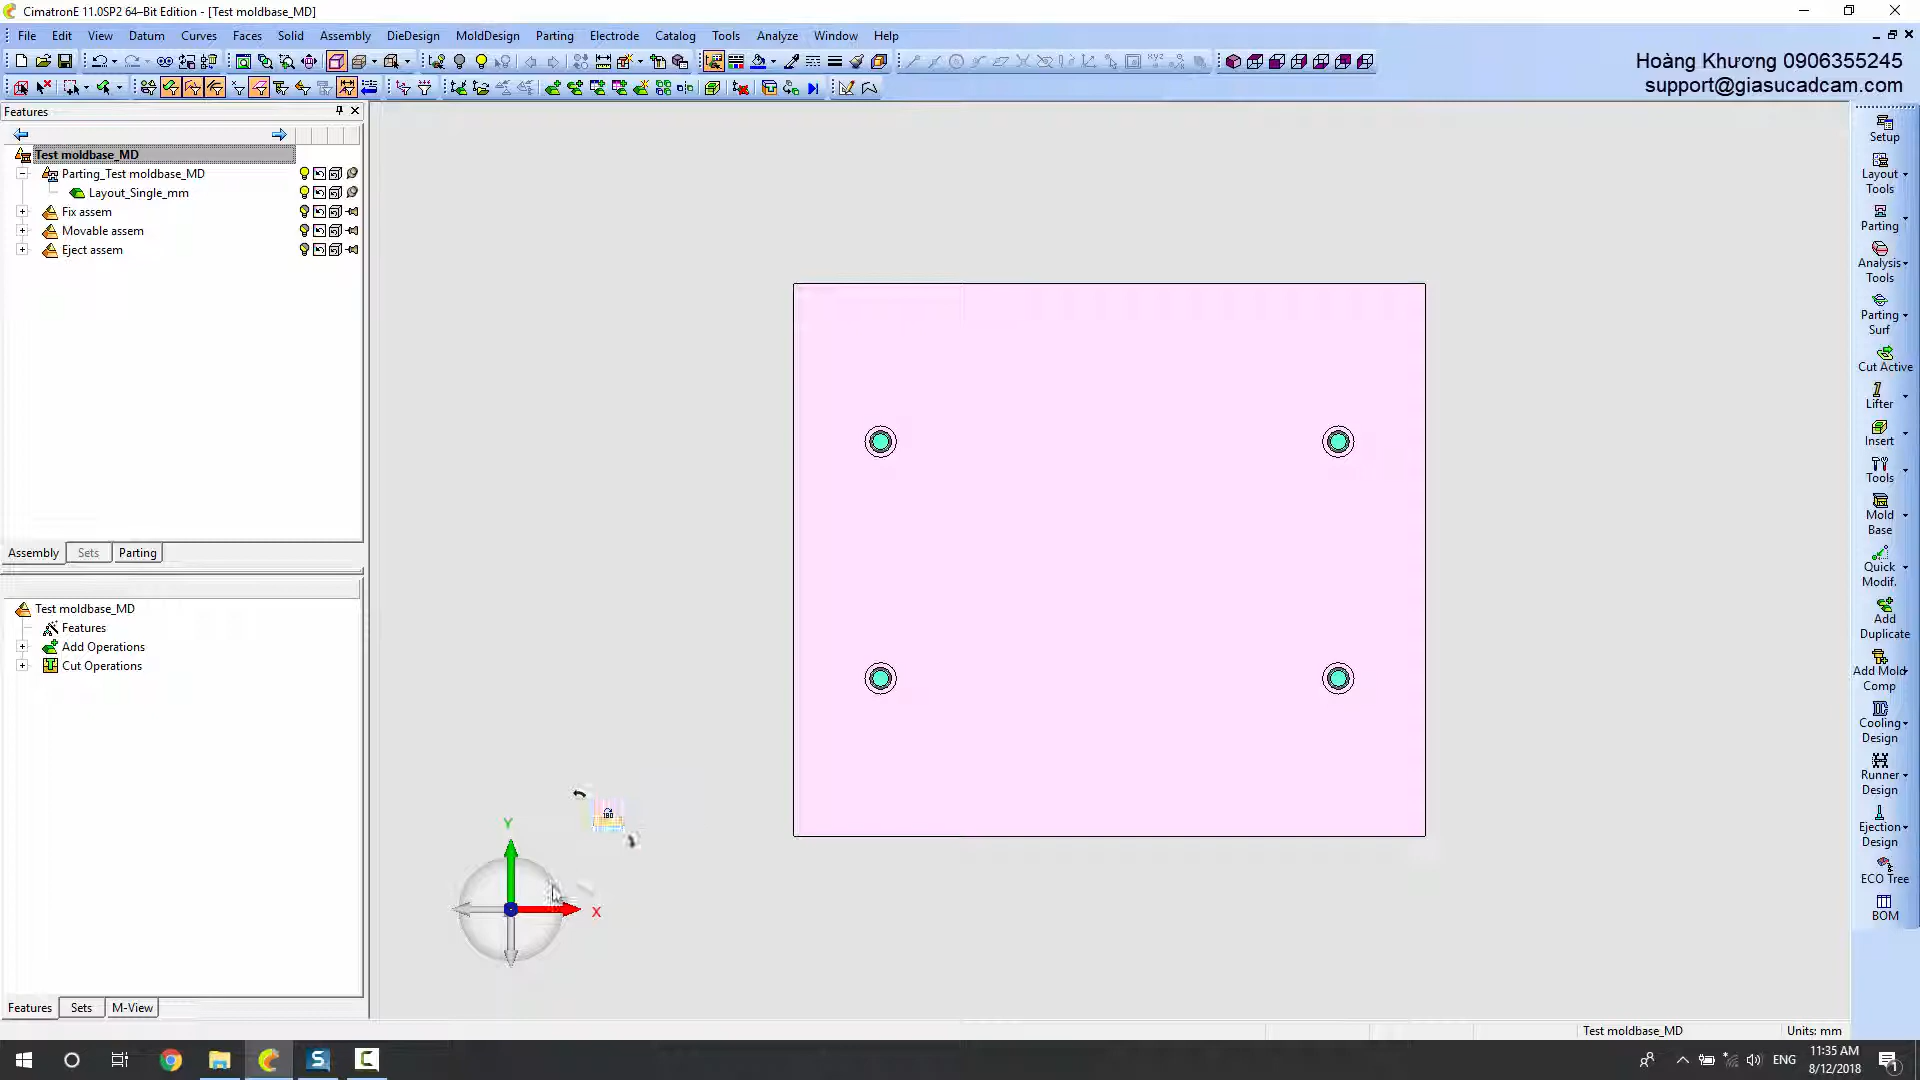 CimatronE 11.0SP2 64–Bit Edition - [Test moldbase_MD]
File Edit View Datum Curves Faces Solid Assembly DieDesign MoldDesign Parting Electrode Catalog Tools Analyze Window Help
Hoàng Khương 0906355245
support@giasucadcam.com
Features
Test moldbase_MD
Parting_Test moldbase_MD
Layout_Single_mm
Fix assem
Movable assem
Eject assem
Assembly Sets Parting
Test moldbase_MD
Features
Add Operations
Cut Operations
Features Sets M-View
180
Y
X
Setup
Layout
Tools
Parting
Analysis
Tools
Parting
Surf
Cut Active
Lifter
Insert
Tools
Mold
Base
Quick
Modif.
Add
Duplicate
Add Mold
Comp
Cooling
Design
Runner
Design
Ejection
Design
ECO Tree
BOM
Test moldbase_MD
Units: mm
ENG
11:35 AM
8/12/2018
1